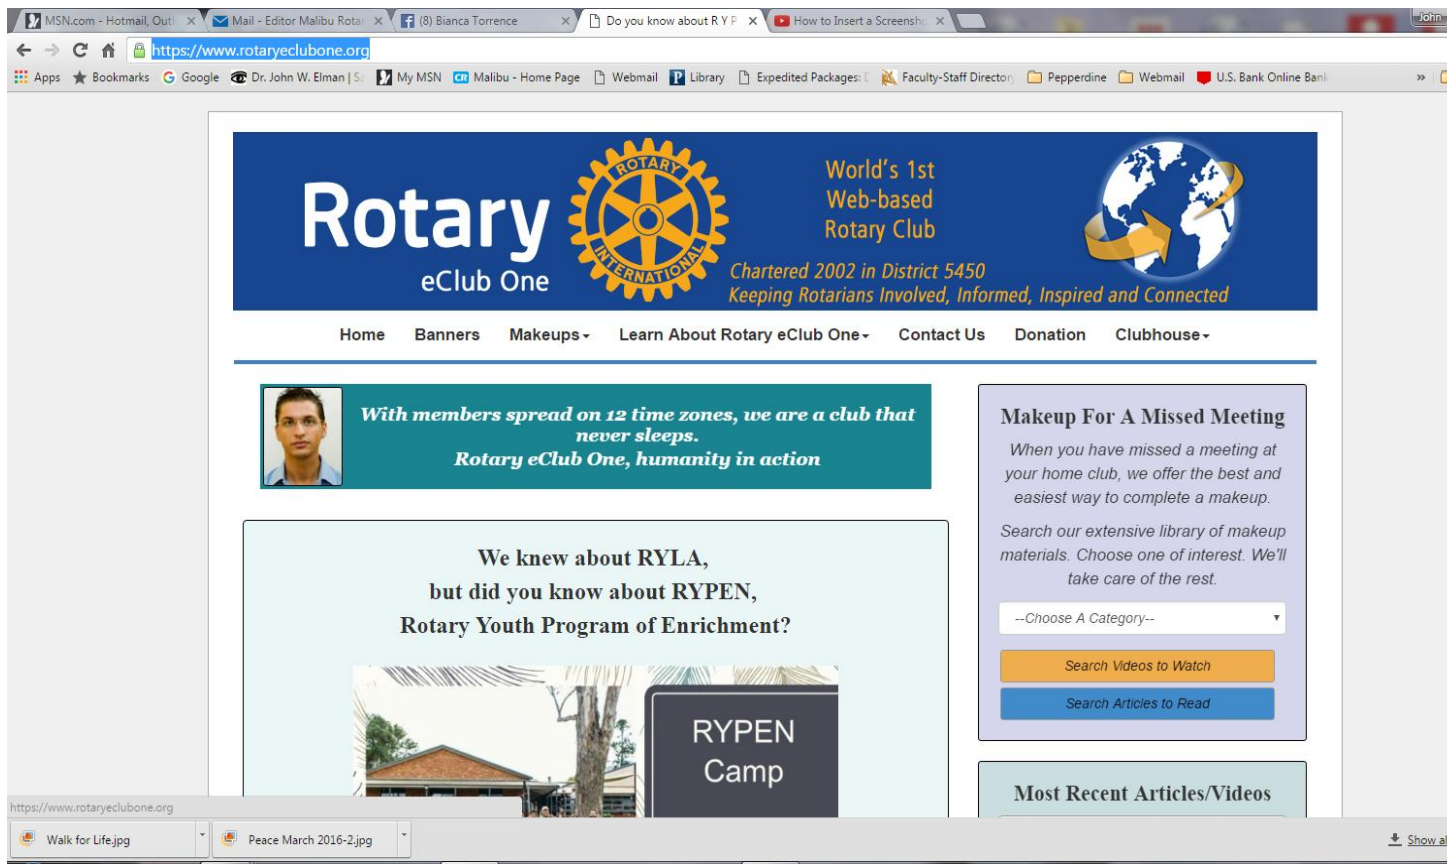 MSN.com - Hotmail, Outl
Mail - Editor Malibu Rotar
(8) Bianca Torrence
Do you know about R Y P
How to Insert a Screensho
John
https://www.rotaryeclubone.org
Apps
Bookmarks
Google
Dr. John W. Elman | S
My MSN
CR Malibu - Home Page
Webmail
Library
Expedited Packages:
Faculty-Staff Director
Pepperdine
Webmail
U.S. Bank Online Bank
»
Rotary
eClub One
ROTARY
INTERNATIONAL
World's 1st
Web-based
Rotary Club
Chartered 2002 in District 5450
Keeping Rotarians Involved, Informed, Inspired and Connected
Home Banners Makeups Learn About Rotary eClub One Contact Us Donation Clubhouse
With members spread on 12 time zones, we are a club that
never sleeps.
Rotary eClub One, humanity in action
We knew about RYLA,
but did you know about RYPEN,
Rotary Youth Program of Enrichment?
RYPEN
Camp
Makeup For A Missed Meeting
When you have missed a meeting at
your home club, we offer the best and
easiest way to complete a makeup.
Search our extensive library of makeup
materials. Choose one of interest. We'll
take care of the rest.
--Choose A Category--
Search Videos to Watch
Search Articles to Read
Most Recent Articles/Videos
https://www.rotaryeclubone.org
Walk for Life.jpg
Peace March 2016-2.jpg
Show al